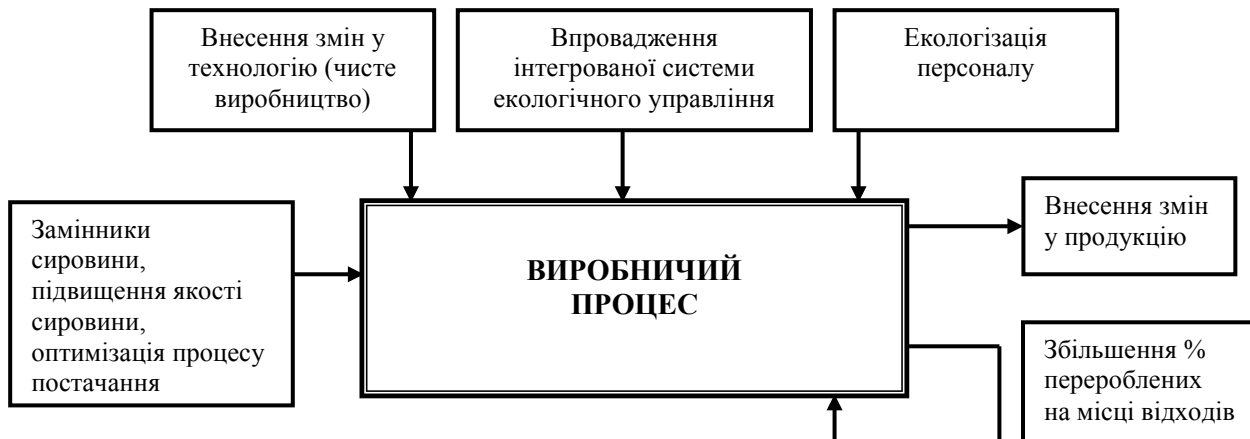 Внесення змін у
технологію (чисте
виробництво)
Впровадження
інтегрованої системи
екологічного управління
Екологізація
персоналу
Замінники
сировини,
підвищення якості
сировини,
оптимізація процесу
постачання
ВИРОБНИЧИЙ
ПРОЦЕС
Внесення змін
у продукцію
Збільшення %
перероблених
на місці відходів